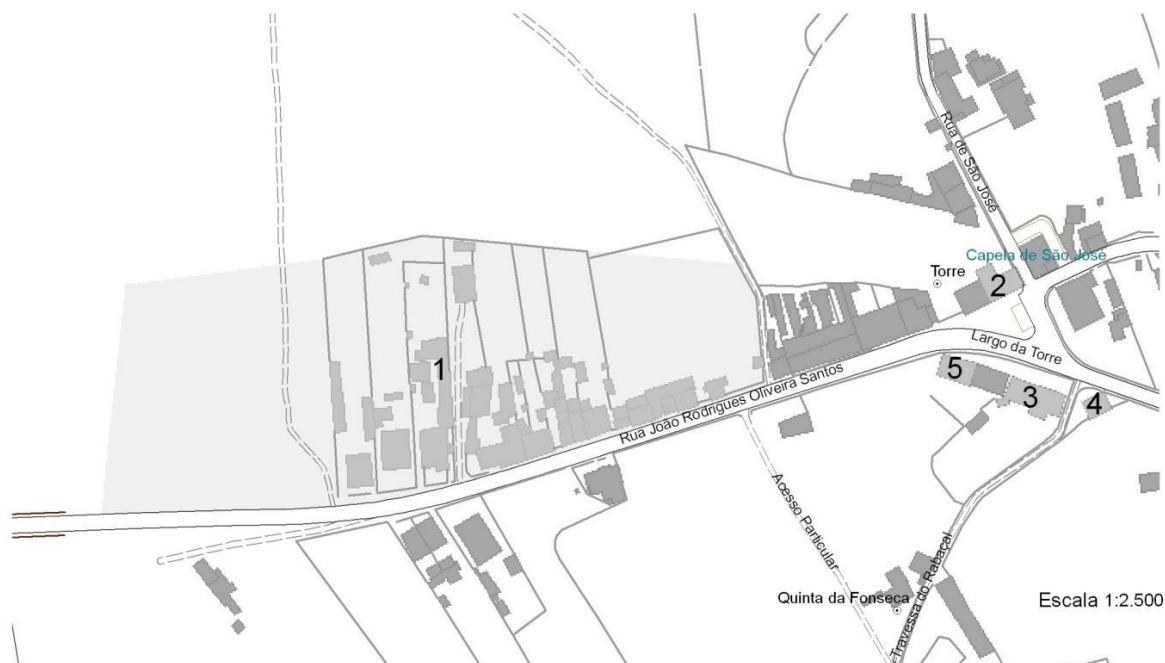 Rua de São José
Capela de São José
Torre
2
Largo da Torre
1
5
3
4
Rua João Rodrigues Oliveira Santos
Acesso Particular
Quinta da Fonseca
Travessa do Rabaçal
Escala 1:2.500